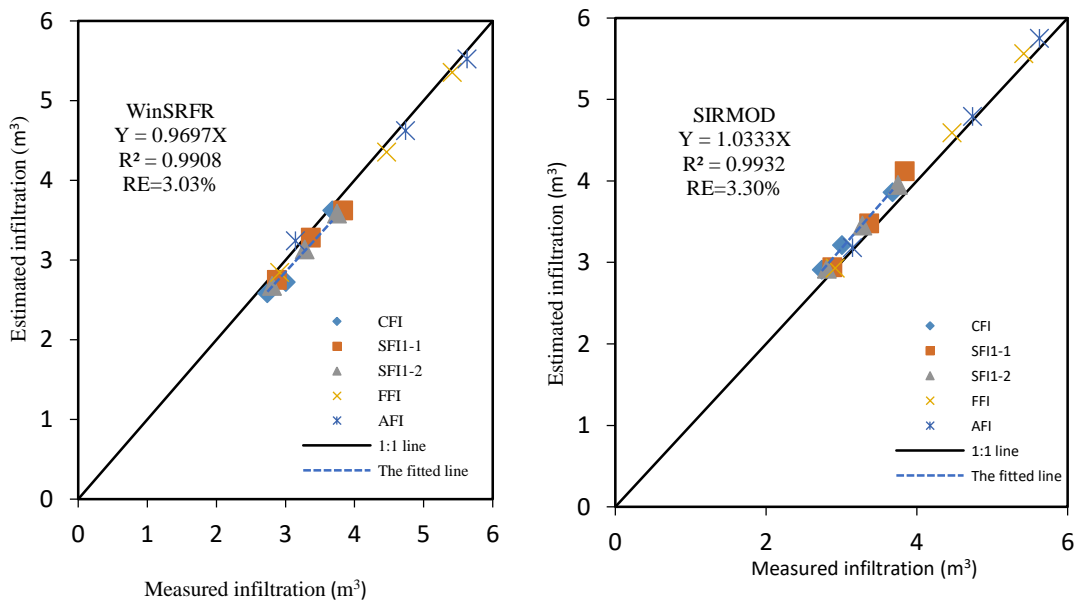 WinSRFR
Y = 0.9697X
R² = 0.9908
RE=3.03%
Estimated infiltration (m³)
6
5
4
3
2
1
0
CFI
SFI1-1
SFI1-2
FFI
AFI
1:1 line
The fitted line
0 1 2 3 4 5 6
Measured infiltration (m³)
SIRMOD
Y = 1.0333X
R² = 0.9932
RE=3.30%
Estimated infiltration (m³)
6
5
4
3
2
1
0
CFI
SFI1-1
SFI1-2
FFI
AFI
1:1 line
The fitted line
0 2 4 6
Measured infiltration (m³)